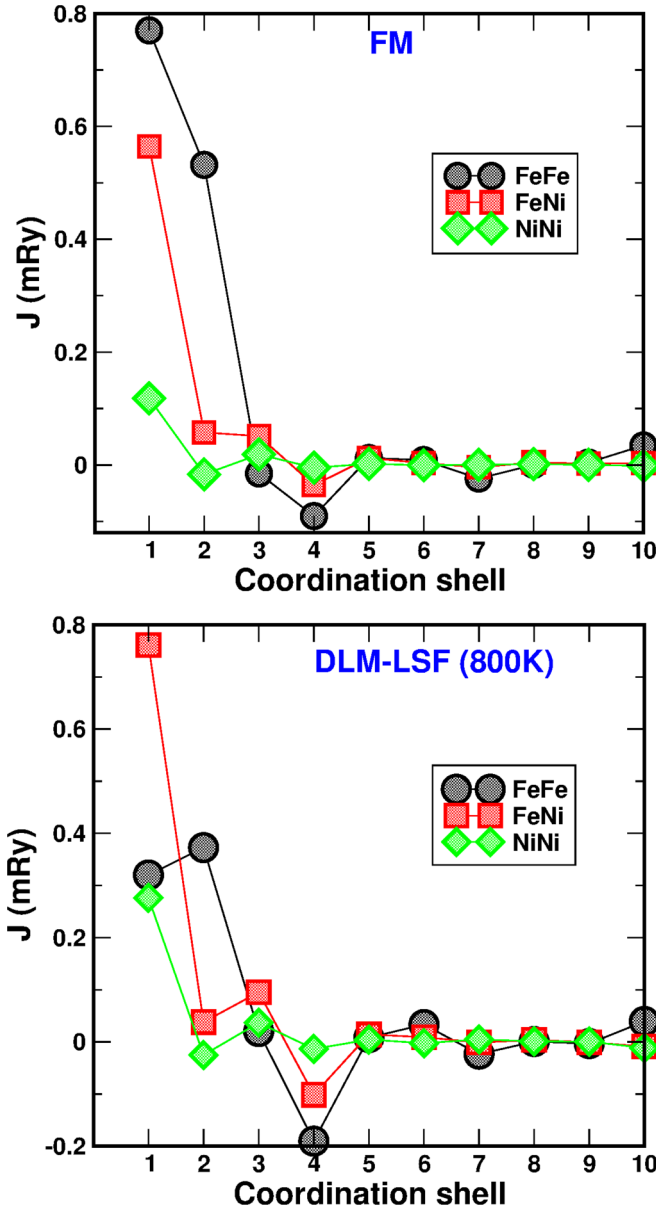 FM
0.8
0.6
0.4
0.2
0
J (mRy)
FeFe
FeNi
NiNi
1 2 3 4 5 6 7 8 9 10
Coordination shell
DLM-LSF (800K)
0.8
0.6
0.4
0.2
0
-0.2
J (mRy)
FeFe
FeNi
NiNi
1 2 3 4 5 6 7 8 9 10
Coordination shell